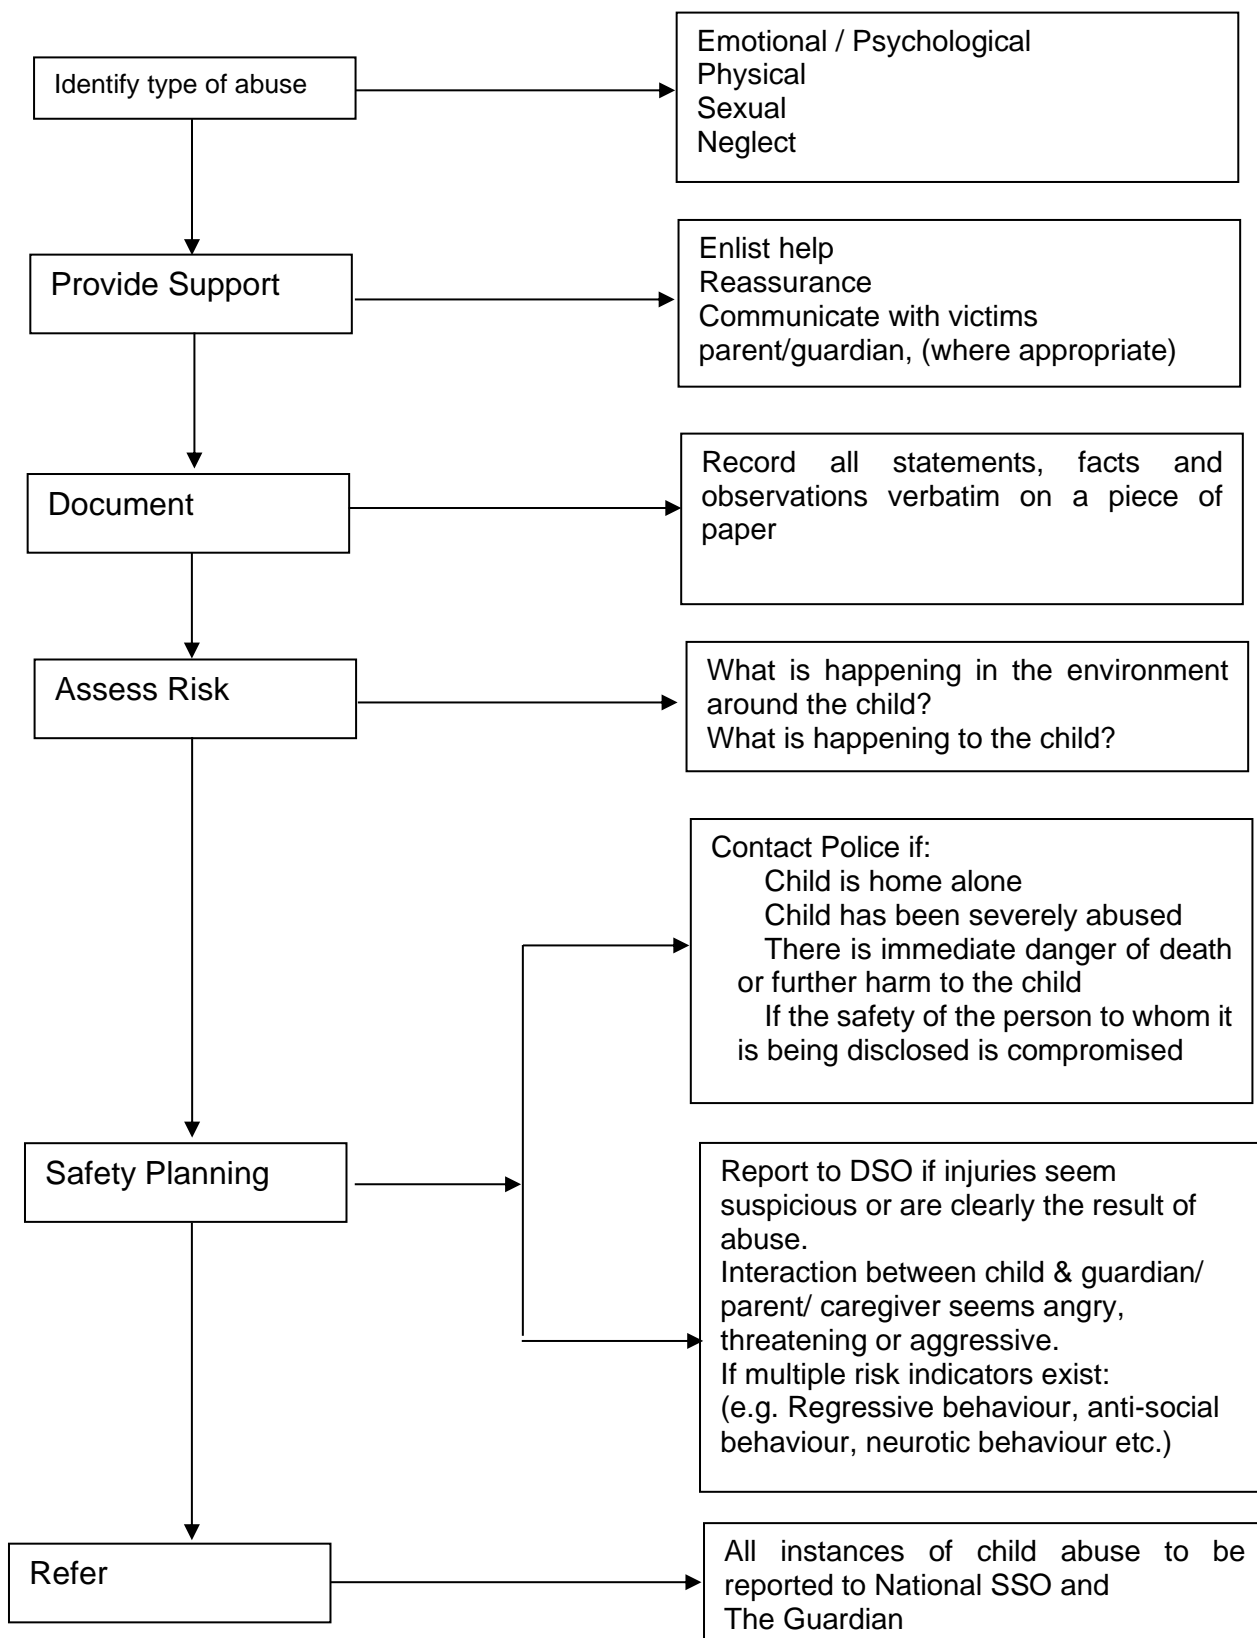 Identify type of abuse
Emotional / Psychological
Physical
Sexual
Neglect
Provide Support
Enlist help
Reassurance
Communicate with victims
parent/guardian, (where appropriate)
Document
Record all statements, facts and
observations verbatim on a piece of
paper
Assess Risk
What is happening in the environment
around the child?
What is happening to the child?
Contact Police if:
Child is home alone
Child has been severely abused
There is immediate danger of death
or further harm to the child
If the safety of the person to whom it
is being disclosed is compromised
Safety Planning
Report to DSO if injuries seem
suspicious or are clearly the result of
abuse.
Interaction between child & guardian/
parent/ caregiver seems angry,
threatening or aggressive.
If multiple risk indicators exist:
(e.g. Regressive behaviour, anti-social
behaviour, neurotic behaviour etc.)
Refer
All instances of child abuse to be
reported to National SSO and
The Guardian